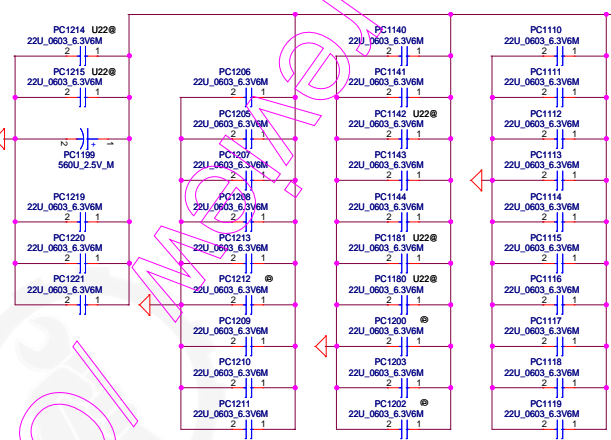 PC1214 U22@
22U_0603_6.3V6M
2 1
PC1215 U22@
22U_0603_6.3V6M
2 1
2 + 1
PC1199
560U_2.5V_M
PC1219
22U_0603_6.3V6M
2 1
PC1220
22U_0603_6.3V6M
2 1
PC1221
22U_0603_6.3V6M
2 1
PC1206
22U_0603_6.3V6M
2 1
PC1205
22U_0603_6.3V6M
2 1
PC1207
22U_0603_6.3V6M
2 1
PC1208
22U_0603_6.3V6M
2 1
PC1213
22U_0603_6.3V6M
2 1
PC1212 @
22U_0603_6.3V6M
2 1
PC1209
22U_0603_6.3V6M
2 1
PC1210
22U_0603_6.3V6M
2 1
PC1211
22U_0603_6.3V6M
2 1
PC1140
22U_0603_6.3V6M
2 1
PC1141
22U_0603_6.3V6M
2 1
PC1142 U22@
22U_0603_6.3V6M
2 1
PC1143
22U_0603_6.3V6M
2 1
PC1144
22U_0603_6.3V6M
2 1
PC1181 U22@
22U_0603_6.3V6M
2 1
PC1180 U22@
22U_0603_6.3V6M
2 1
PC1200 @
22U_0603_6.3V6M
2 1
PC1203
22U_0603_6.3V6M
2 1
PC1202 @
22U_0603_6.3V6M
2 1
PC1110
22U_0603_6.3V6M
2 1
PC1111
22U_0603_6.3V6M
2 1
PC1112
22U_0603_6.3V6M
2 1
PC1113
22U_0603_6.3V6M
2 1
PC1114
22U_0603_6.3V6M
2 1
PC1115
22U_0603_6.3V6M
2 1
PC1116
22U_0603_6.3V6M
2 1
PC1117
22U_0603_6.3V6M
2 1
PC1118
22U_0603_6.3V6M
2 1
PC1119
22U_0603_6.3V6M
2 1